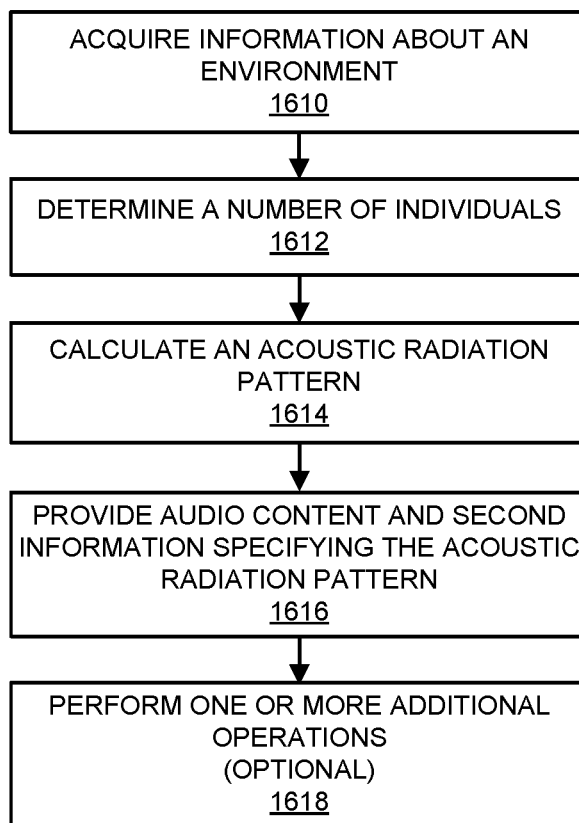 ACQUIRE INFORMATION ABOUT AN
ENVIRONMENT
1610
DETERMINE A NUMBER OF INDIVIDUALS
1612
CALCULATE AN ACOUSTIC RADIATION
PATTERN
1614
PROVIDE AUDIO CONTENT AND SECOND
INFORMATION SPECIFYING THE ACOUSTIC
RADIATION PATTERN
1616
PERFORM ONE OR MORE ADDITIONAL
OPERATIONS
(OPTIONAL)
1618